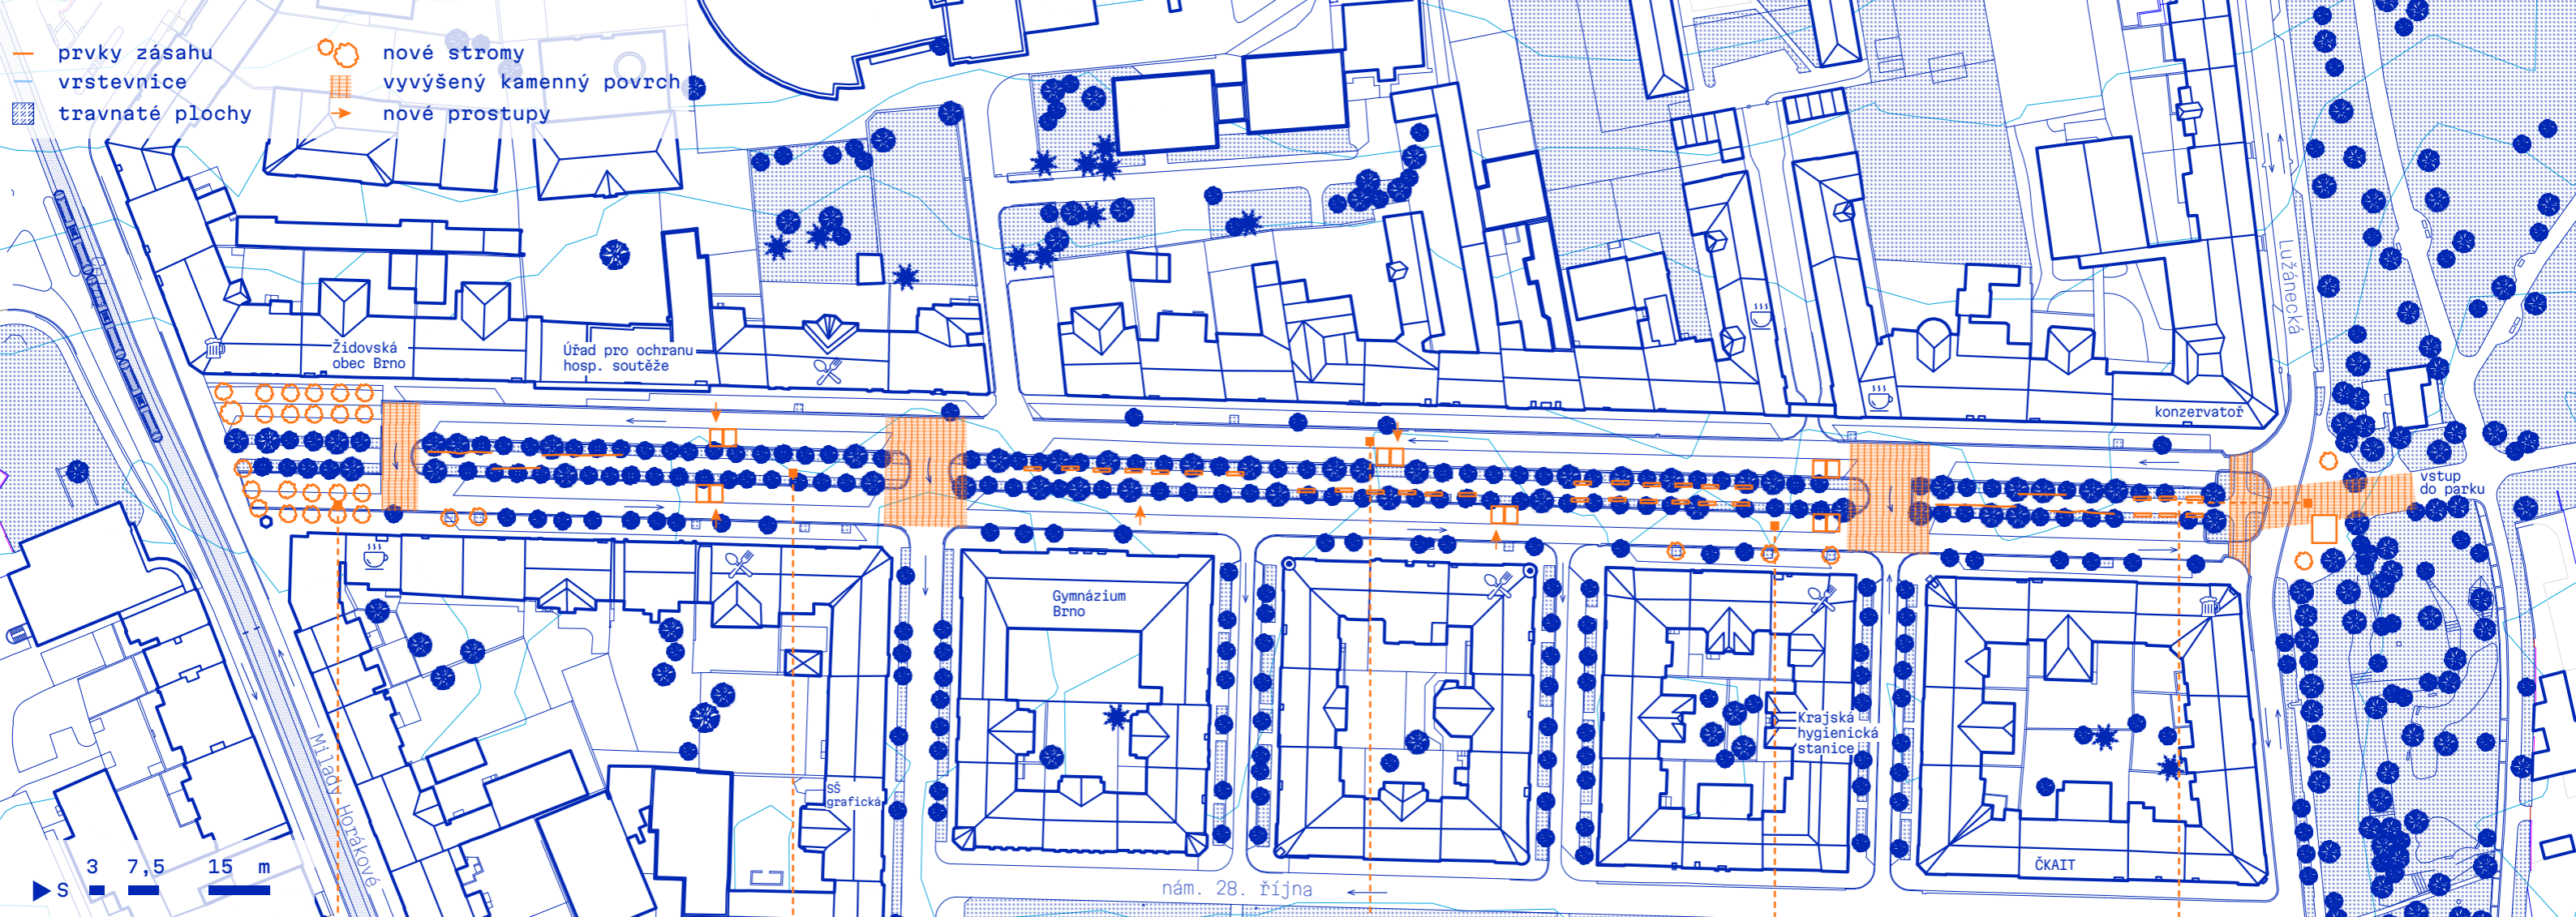 prvky zásahu
vrstevnice
travnaté plochy
nové stromy
vyvýšený kamenný povrch
nové prostupy
Židovská
obec Brno
Úřad pro ochranu
hosp. soutěže
Lužánecká
konzervatoř
vstup
do parku
Gymnázium
Brno
Krajská
hygienická
stanice
SŠ
grafická
Milady Horákové
ČKAIT
nám. 28. října
S 3 7,5 15 m